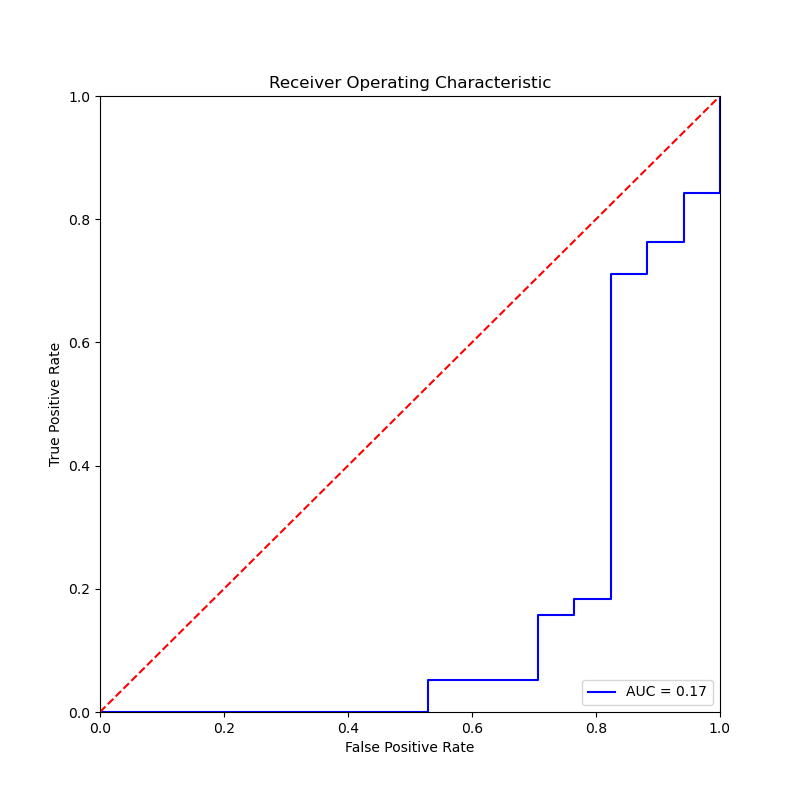 Receiver Operating Characteristic
1.0
0.8
0.6
0.4
0.2
0.0
True Positive Rate
AUC = 0.17
0.0 0.2 0.4 0.6 0.8 1.0
False Positive Rate